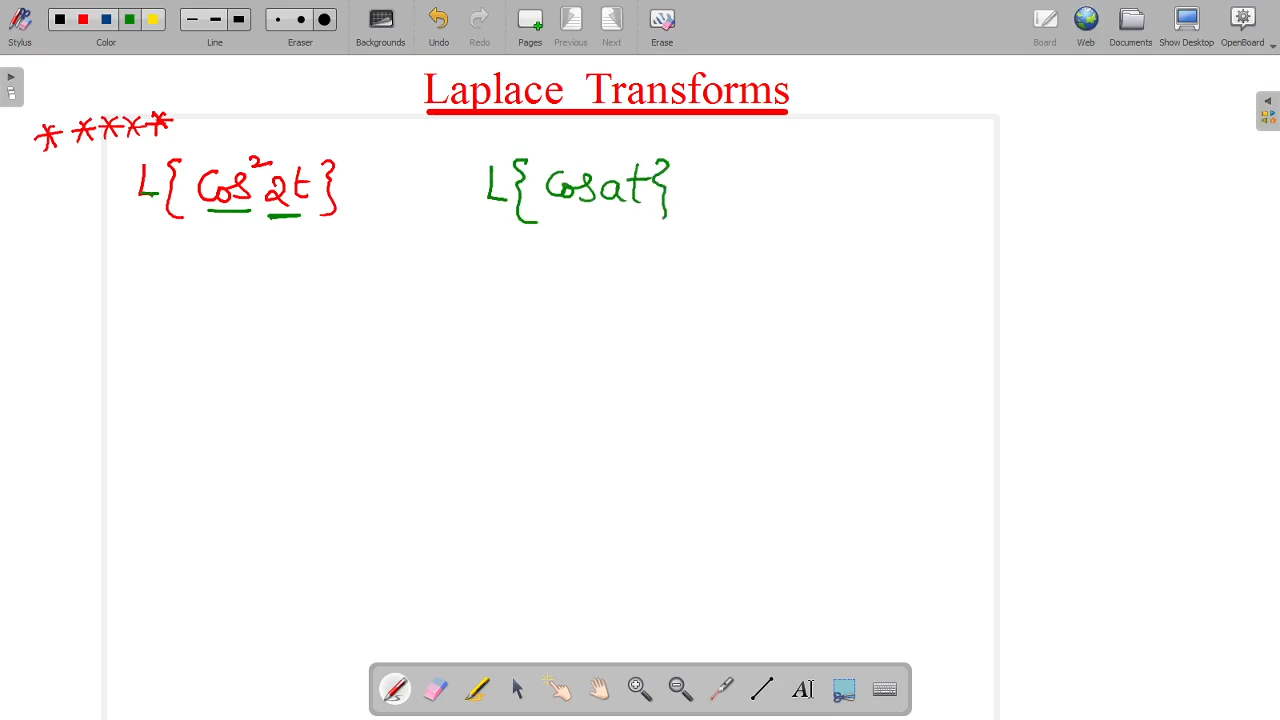 Stylus Color Line Eraser Backgrounds Undo Redo Pages Previous Next Erase Board Web Documents Show Desktop OpenBoard
Laplace Transforms
*****
L{cos²2t} L{cosat}